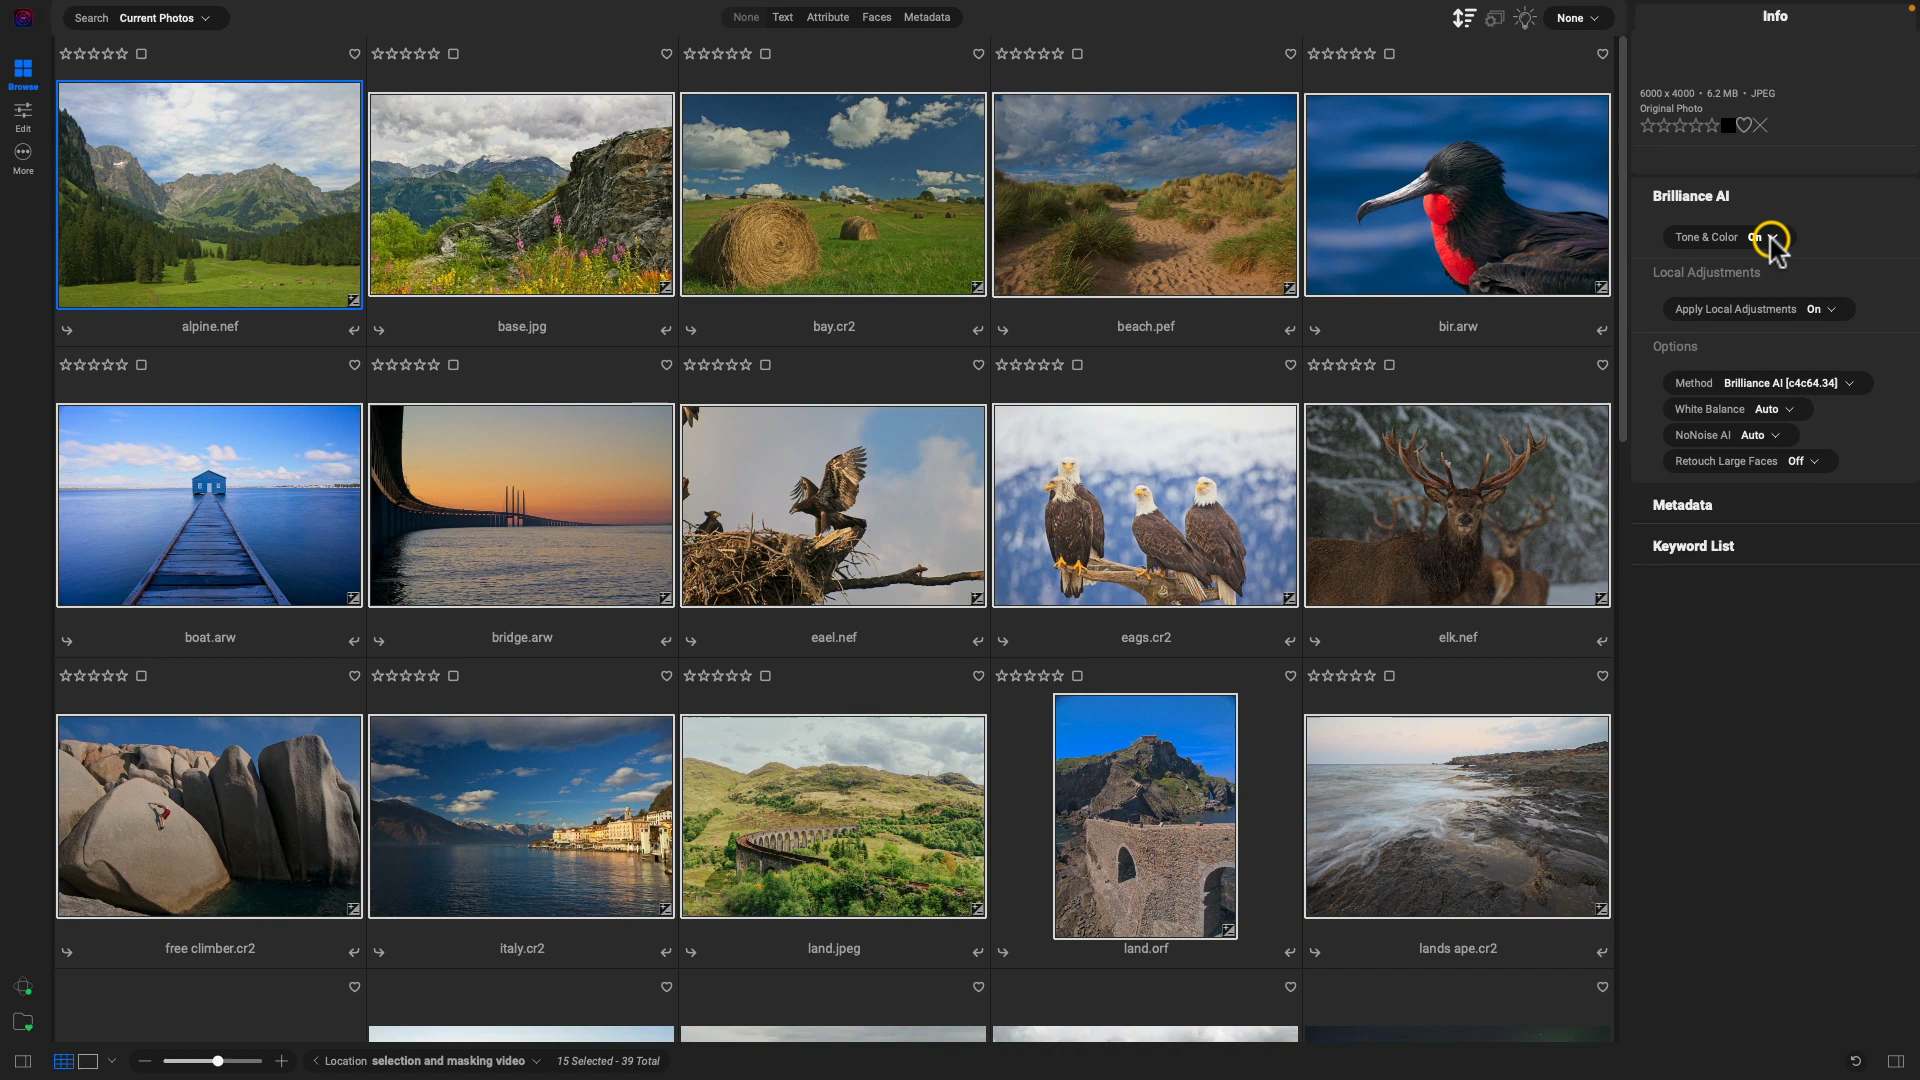 Search Current Photos
None Text Attribute Faces Metadata
None
Info
Browse
Edit
More
6000 x 4000 • 6.2 MB • JPEG
Original Photo
Brilliance AI
Tone & Color On
Local Adjustments
Apply Local Adjustments On
Options
Method Brilliance AI [c4c64.34]
White Balance Auto
NoNoise AI Auto
Retouch Large Faces Off
Metadata
Keyword List
alpine.nef
base.jpg
bay.cr2
beach.pef
bir.arw
boat.arw
bridge.arw
eael.nef
eags.cr2
elk.nef
free climber.cr2
italy.cr2
land.jpeg
land.orf
lands ape.cr2
Location selection and masking video
15 Selected - 39 Total